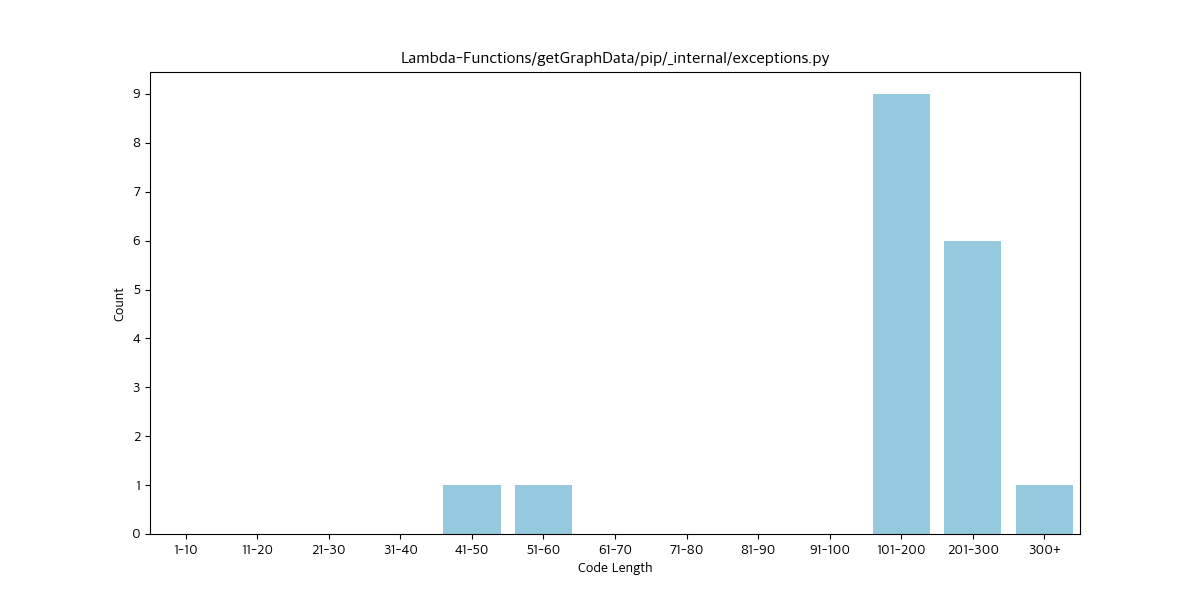 Lambda-Functions/getGraphData/pip/_internal/exceptions.py
9
8
7
6
5
4
3
2
1
0
Count
1-10 11-20 21-30 31-40 41-50 51-60 61-70 71-80 81-90 91-100 101-200 201-300 300+
Code Length